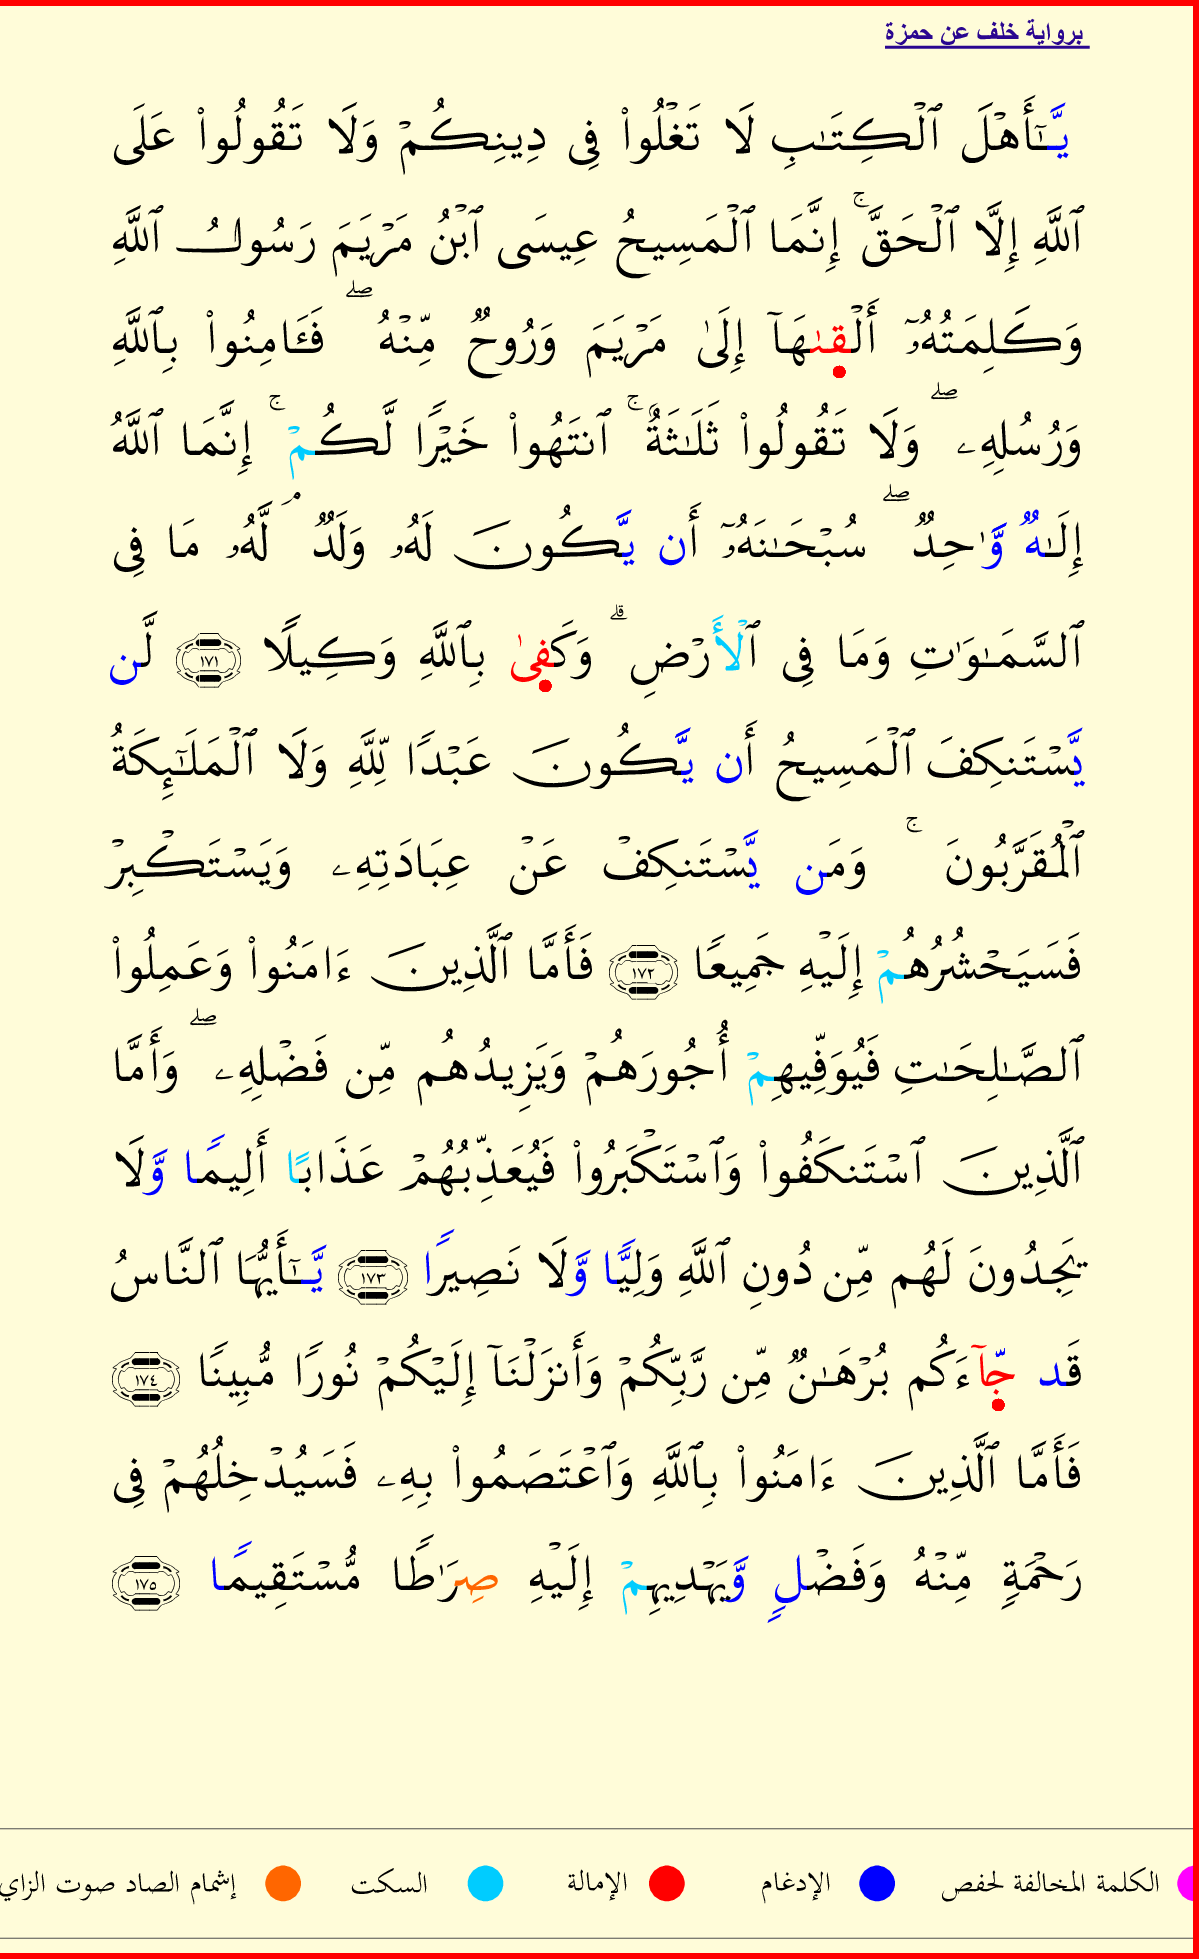 برواية خلف عن حمزة
يَّـٰٓأَهْلَ ٱلْكِتَـٰبِ لَا تَغْلُوا۟ فِى دِينِكُمْ وَلَا تَقُولُوا۟ عَلَى
ٱللَّهِ إِلَّا ٱلْحَقَّ ۚ إِنَّمَا ٱلْمَسِيحُ عِيسَى ٱبْنُ مَرْيَمَ رَسُولُ ٱللَّهِ
وَكَلِمَتُهُۥٓ أَلْقَىٰهَآ إِلَىٰ مَرْيَمَ وَرُوحٌ مِّنْهُ ۖ فَـَٔامِنُوا۟ بِٱللَّهِ
وَرُسُلِهِۦ ۖ وَلَا تَقُولُوا۟ ثَلَـٰثَةٌ ۚ ٱنتَهُوا۟ خَيْرًا لَّكُمْ ۚ إِنَّمَا ٱللَّهُ
إِلَـٰهٌ وَّٰحِدٌ ۖ سُبْحَـٰنَهُۥٓ أَن يَّكُونَ لَهُۥ وَلَدٌ ۘ لَّهُۥ مَا فِى
ٱلسَّمَـٰوَٰتِ وَمَا فِى ٱلْأَرْضِ ۗ وَكَفِىٰ بِٱللَّهِ وَكِيلًا ١٧١ لَّن
يَّسْتَنكِفَ ٱلْمَسِيحُ أَن يَّكُونَ عَبْدًا لِّلَّهِ وَلَا ٱلْمَلَـٰٓئِكَةُ
ٱلْمُقَرَّبُونَ ۚ وَمَن يَّسْتَنكِفْ عَنْ عِبَادَتِهِۦ وَيَسْتَكْبِرْ
فَسَيَحْشُرُهُمْ إِلَيْهِ جَمِيعًا ١٧٢ فَأَمَّا ٱلَّذِينَ ءَامَنُوا۟ وَعَمِلُوا۟
ٱلصَّـٰلِحَـٰتِ فَيُوَفِّيهِمْ أُجُورَهُمْ وَيَزِيدُهُم مِّن فَضْلِهِۦ ۖ وَأَمَّا
ٱلَّذِينَ ٱسْتَنكَفُوا۟ وَٱسْتَكْبَرُوا۟ فَيُعَذِّبُهُمْ عَذَابًا أَلِيمًا وَّلَا
يَجِدُونَ لَهُم مِّن دُونِ ٱللَّهِ وَلِيًّا وَّلَا نَصِيرًا ١٧٣ يَّـٰٓأَيُّهَا ٱلنَّاسُ
قَد جِّآءَكُم بُرْهَـٰنٌ مِّن رَّبِّكُمْ وَأَنزَلْنَآ إِلَيْكُمْ نُورًا مُّبِينًا ١٧٤
فَأَمَّا ٱلَّذِينَ ءَامَنُوا۟ بِٱللَّهِ وَٱعْتَصَمُوا۟ بِهِۦ فَسَيُدْخِلُهُمْ فِى
رَحْمَةٍ مِّنْهُ وَفَضْلٍ وَّيَهْدِيهِمْ إِلَيْهِ صِرَٰطًا مُّسْتَقِيمًا ١٧٥
الكلمة المخالفة لحفص الإدغام الإمالة السكت إشمام الصاد صوت الزاي